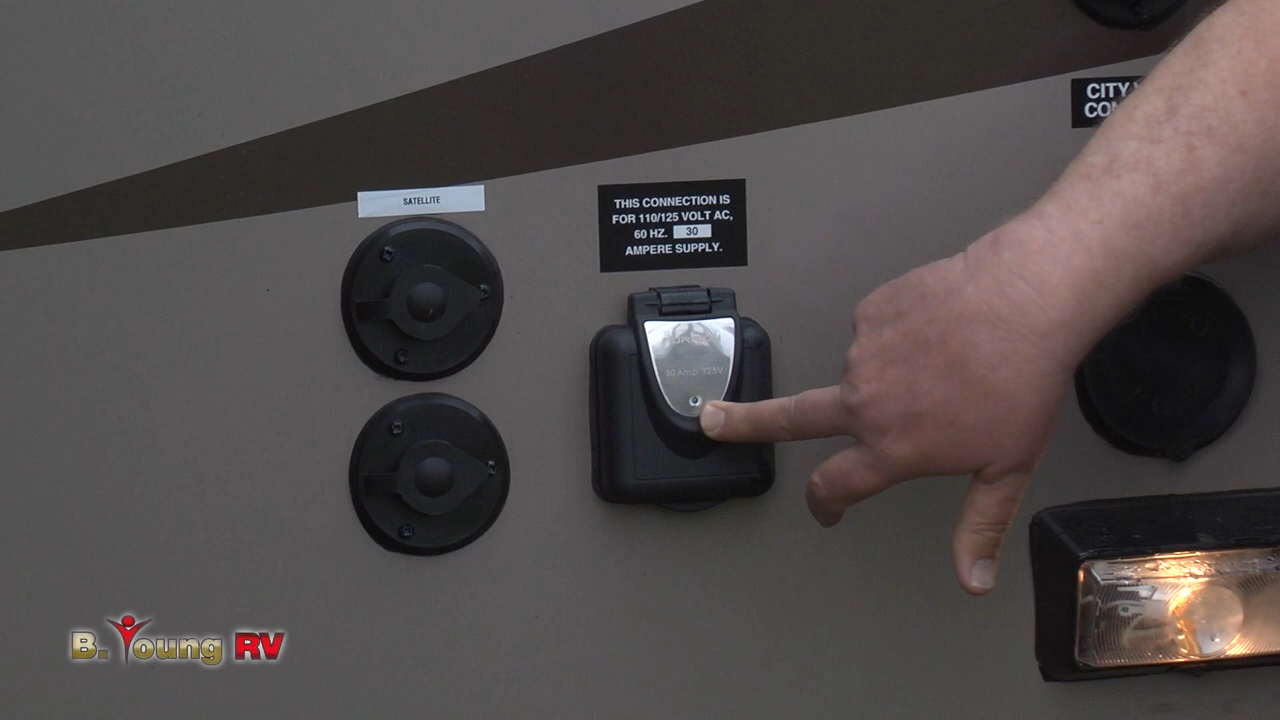 CITY
SATELLITE
THIS CONNECTION IS
FOR 110/125 VOLT AC,
60 HZ. 30
AMPERE SUPPLY.
30 Amp 125V
B. Young RV